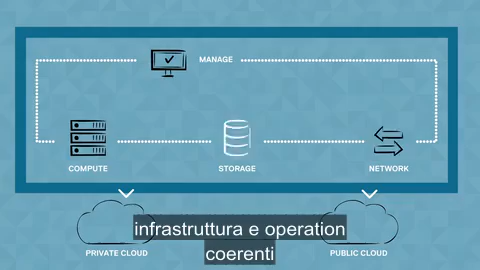 MANAGE
COMPUTE
STORAGE
NETWORK
infrastruttura e operation
coerenti
PRIVATE CLOUD
PUBLIC CLOUD